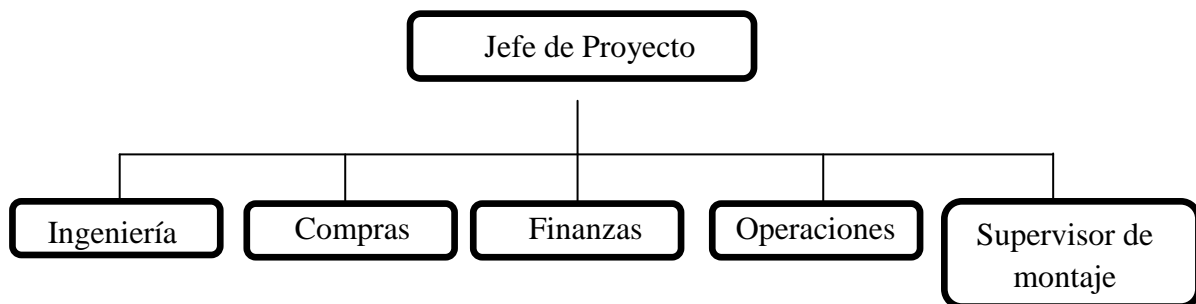 Jefe de Proyecto
Ingeniería
Compras
Finanzas
Operaciones
Supervisor de
montaje